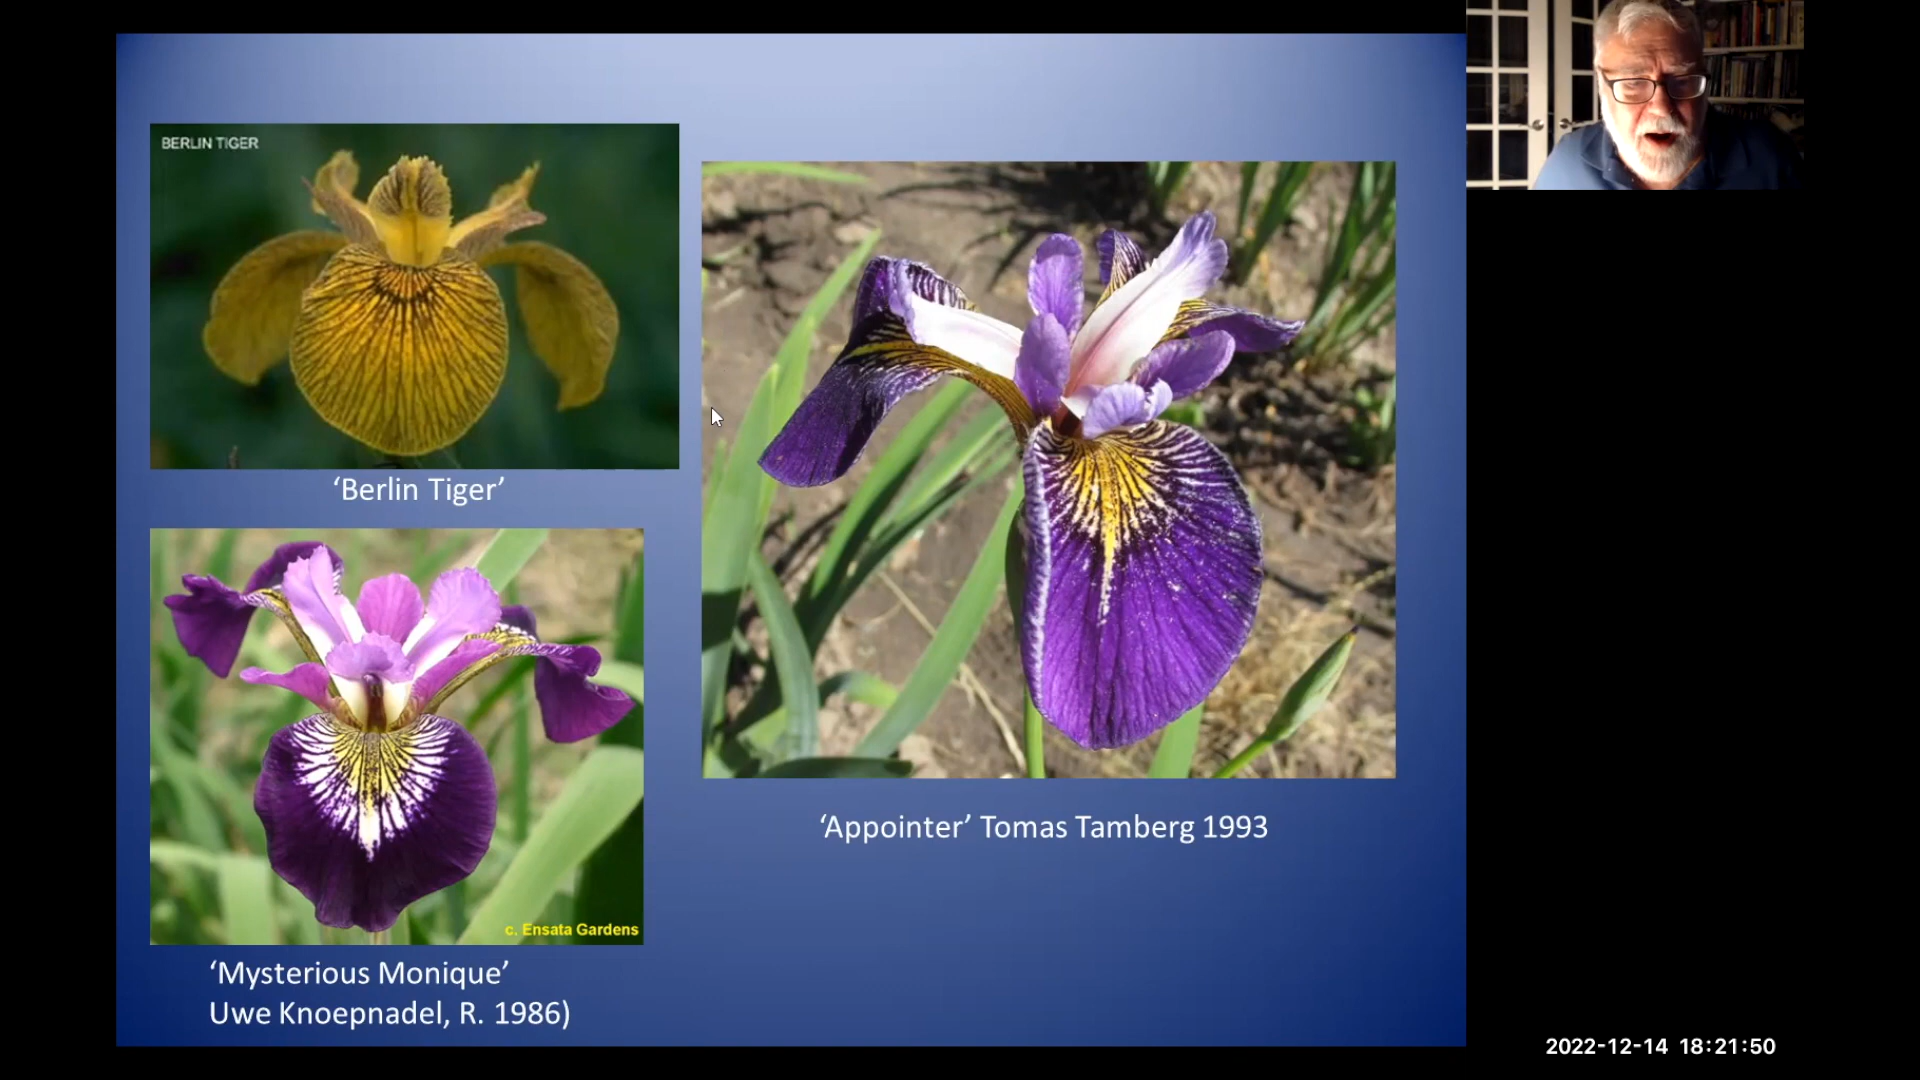 BERLIN TIGER
‘Berlin Tiger’
c. Ensata Gardens
‘Mysterious Monique’
Uwe Knoepnadel, R. 1986)
‘Appointer’ Tomas Tamberg 1993
2022-12-14 18:21:50